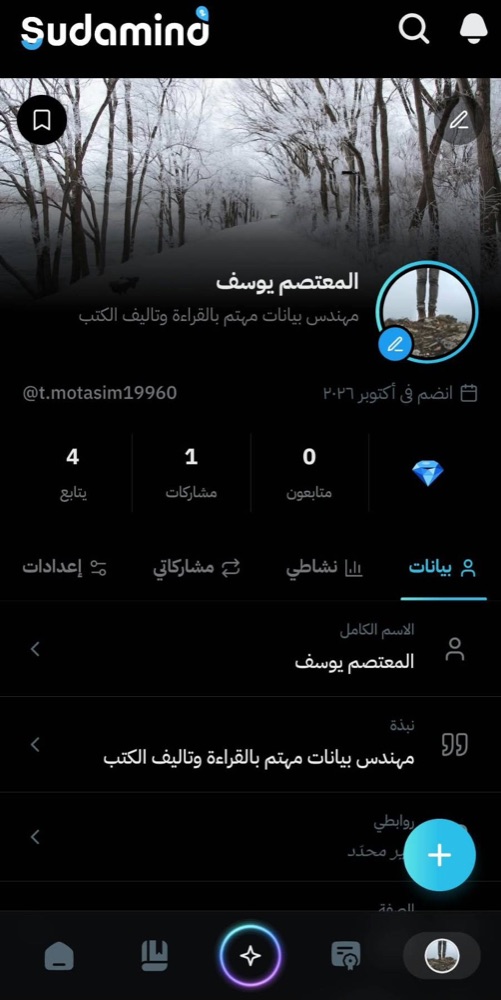 Sudamind
المعتصم يوسف
مهندس بيانات مهتم بالقراءة وتاليف الكتب
انضم في أكتوبر ٢٠٢٦
@t.motasim19960
0
متابعون
1
مشاركات
4
يتابع
بيانات
نشاطي
مشاركاتي
إعدادات
الاسم الكامل
المعتصم يوسف
نبذة
مهندس بيانات مهتم بالقراءة وتاليف الكتب
روابطي
محدّد